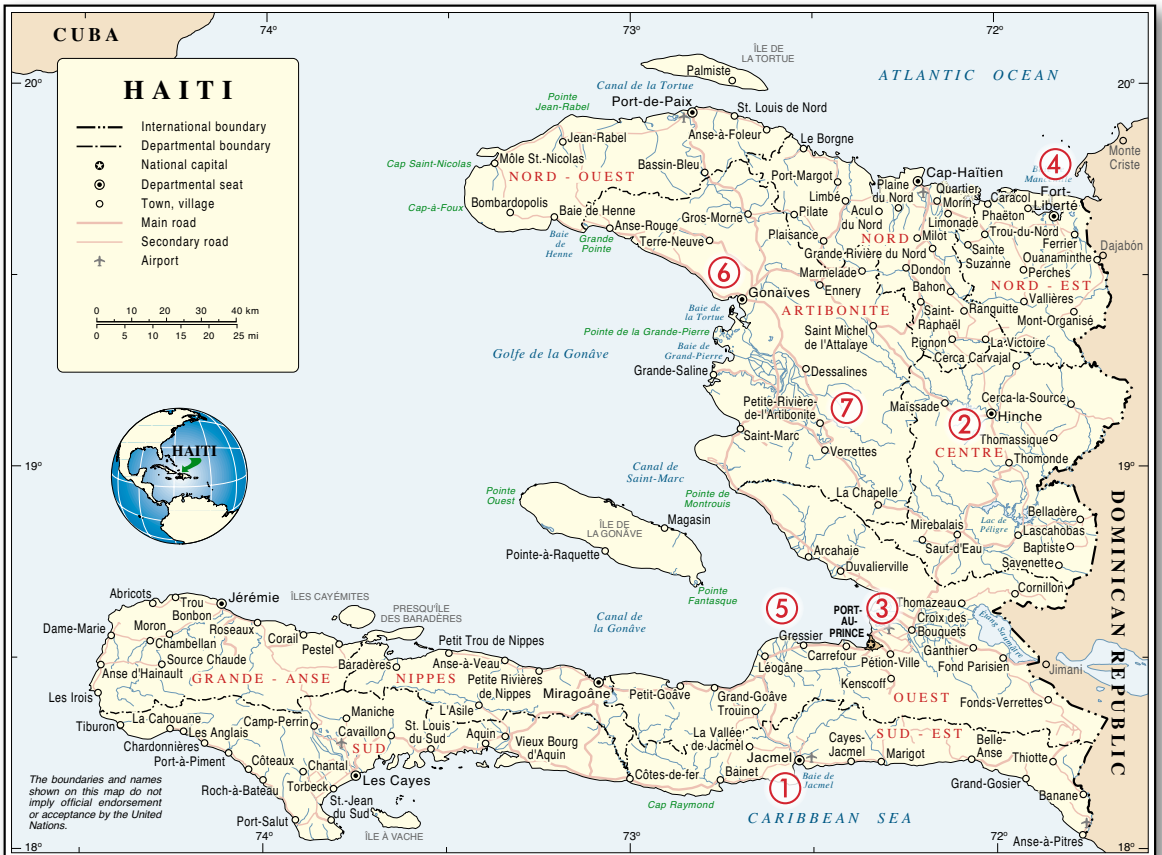 CUBA
74°
73°
72°
20°
20°
19°
19°
18°
18°
74°
73°
72°
HAITI
International boundary
Departmental boundary
National capital
Departmental seat
Town, village
Main road
Secondary road
Airport
0 10 20 30 40 km
0 5 10 15 20 25 mi
HAITI
ÎLE DE
LA TORTUE
Palmiste
ATLANTIC OCEAN
Canal de la Tortue
Pointe
Jean-Rabel
Port-de-Paix
St. Louis de Nord
Jean-Rabel
Anse-à-Foleur
Le Borgne
Monte
Criste
4
Cap Saint-Nicolas
Môle St.-Nicolas
NORD - OUEST
Bassin-Bleu
Port-Margot
Cap-Haïtien
Plaine
du Nord
Quartier
Morin
Caracol
Fort-
Liberté
Limbé
Limonade
Phaëton
Cap-à-Foux
Bombardopolis
Baie de Henne
Anse-Rouge
Gros-Morne
Pilate
Acul
du Nord
Trou-du-Nord
Ferrier
Baie
de
Henne
Grande
Pointe
Terre-Neuve
Plaisance
NORD
Milot
Dajabón
Grande Rivière du Nord
Sainte
Suzanne
Ouanaminthe
Perches
6
Marmelade
Dondon
NORD - EST
Gonaïves
Ennery
Bahon
Vallières
ARTIBONITE
Saint-
Raphaël
Ranquitte
Mont-Organisé
Baie de
la Tortue
Pointe de la Grande-Pierre
Baie de
Grand-Pierre
Saint Michel
de l'Attalaye
Pignon
La Victoire
Cerca Carvajal
Golfe de la Gonâve
Grande-Saline
Dessalines
Petite-Rivière-
de-l'Artibonite
7
Maïssade
Cerca-la-Source
Hinche
2
Saint-Marc
Thomassique
CENTRE
Thomonde
Verrettes
Canal de
Saint-Marc
Pointe
Ouest
Pointe de
Montrouis
La Chapelle
DOMINICAN REPUBLIC
ÎLE DE
LA GONÂVE
Magasin
Lac de
Péligre
Belladère
Mirebalais
Lascahobas
Pointe-à-Raquette
Saut-d'Eau
Baptiste
Arcahaie
Savenette
Duvalierville
Cornillon
Pointe
Fantasque
Abricots
Trou
Bonbon
Jérémie
ÎLES CAYÉMITES
PRESQU'ÎLE
DES BARADÈRES
Canal de
la Gonâve
5
PORT-
AU-
PRINCE
3
Thomazeau
Croix des
Bouquets
Étang Saumâtre
Dame-Marie
Moron
Roseaux
Chambellan
Corail
Pestel
Petit Trou de Nippes
Gressier
Ganthier
Source Chaude
Anse d'Hainault
Baradères
Anse-à-Veau
Léogâne
Carrefour
Pétion-Ville
Fond Parisien
Jimani
GRANDE - ANSE
NIPPES
Petite Rivières
de Nippes
Miragoâne
Petit-Goâve
Grand-Goâve
Kenscoff
OUEST
Fonds-Verrettes
Les Irois
Tiburon
La Cahouane
Les Anglais
Camp-Perrin
Maniche
L'Asile
Trouin
Cavaillon
St. Louis
du Sud
Aquin
La Vallée
de Jacmel
SUD - EST
Chardonnières
Port-à-Piment
SUD
Vieux Bourg
d'Aquin
Jacmel
Cayes-
Jacmel
Marigot
Belle-
Anse
Thiotte
Côteaux
Chantal
Les Cayes
Côtes-de-fer
Bainet
Baie de
Jacmel
Grand-Gosier
Roch-à-Bateau
Torbeck
1
Banane
St.-Jean
du Sud
Cap Raymond
CARIBBEAN SEA
Port-Salut
ÎLE À VACHE
Anse-à-Pitres
The boundaries and names
shown on this map do not
imply official endorsement
or acceptance by the United
Nations.